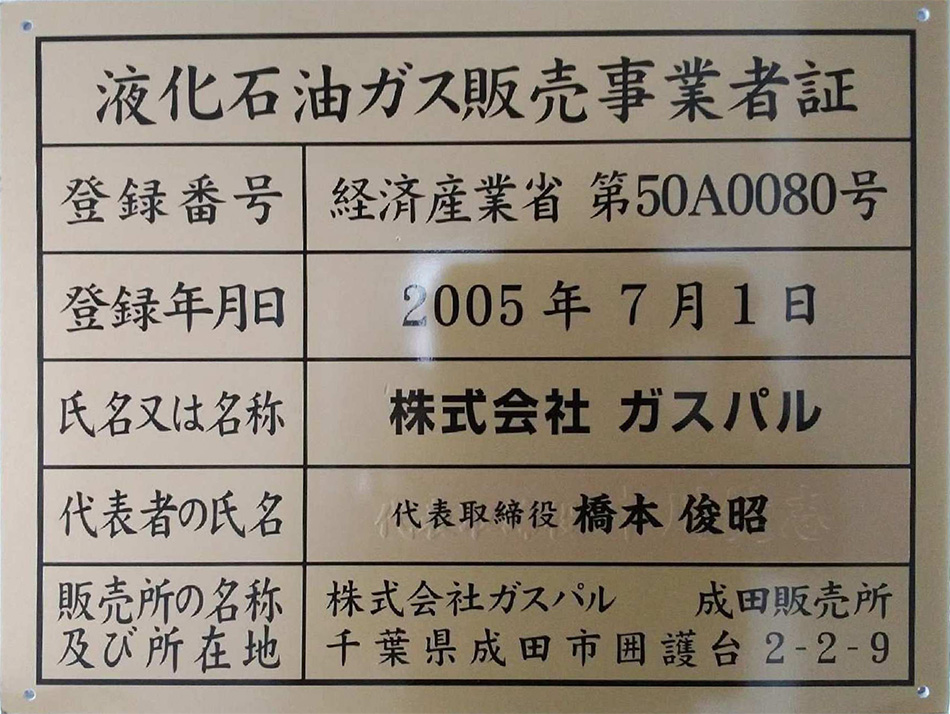 液化石油ガス販売事業者証
登録番号 経済産業省 第50A0080号
登録年月日 2005年7月1日
氏名又は名称 株式会社 ガスパル
代表者の氏名 代表取締役 橋本 俊昭
販売所の名称 株式会社ガスパル 成田販売所
及び所在地 千葉県成田市囲護台2-2-9